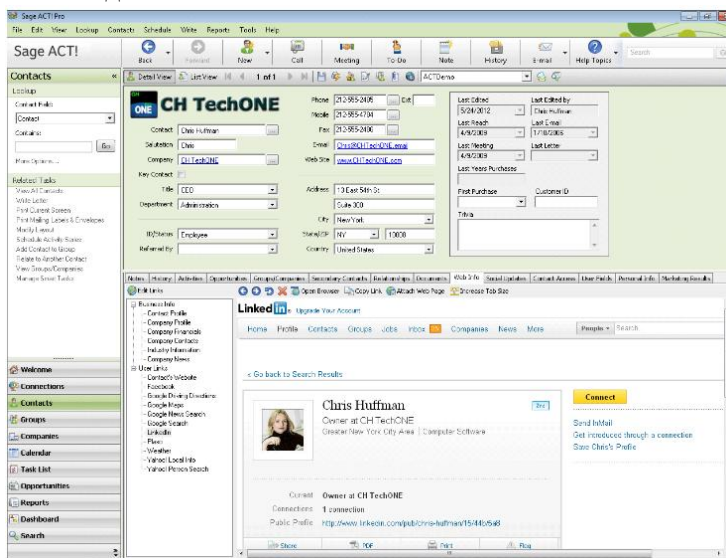 Sage ACT! Pro
File Edit View Lookup Contacts Schedule Write Reports Tools Help
Sage ACT!
Back Forward New Call Meeting To-Do Note History E-mail Help Topics Search
Contacts «
Detail View List View 1 of 1 ACTDemo
Lookup
Contact Field:
[Contact]
Contains:
Go
More Options...
Related Tasks
View All Contacts
Write Letter
Print Current Screen
Print Mailing Labels & Envelopes
Modify Layout
Schedule Activity Series
Add Contact to Group
Relate to Another Contact
View Groups/Companies
Manage Smart Tasks
Welcome
Connections
Contacts
Groups
Companies
Calendar
Task List
Opportunities
Reports
Dashboard
Search
CH ONE CH TechONE
Contact Chris Huffman
Salutation Chris
Company CH TechONE
Key Contact
Title CEO
Department Administration
ID/Status Employee
Referred By
Phone 212-555-2405 Ext
Mobile 212-555-4704
Fax 212-555-2400
E-mail Chris@CHTechONE.email
Web Site www.CHTechONE.com
Address 13 East 54th St
Suite 300
City New York
State/ZIP NY 10008
Country United States
Last Edited Last Edited by
5/24/2012 Chris Huffman
Last Reach Last E-mail
4/9/2009 1/18/2006
Last Meeting Last Letter
4/9/2009
Last Years Purchases
First Purchase Customer ID
Trivia
Notes History Activities Opportunities Groups/Companies Secondary Contacts Relationships Documents Web Info Social Updates Contact Access User Fields Personal Info Marketing Results
Edit Links
Open Browser Copy Link Attach Web Page Increase Tab Size
Business Info
Contact Profile
Company Profile
Company Financials
Company Contacts
Industry Information
Company News
User Links
Contact's Website
Facebook
Google Driving Directions
Google Maps
Google News Search
Google Search
LinkedIn
Plaxo
Weather
Yahoo! Local Info
Yahoo! Person Search
Linked in Upgrade Your Account
Home Profile Contacts Groups Jobs Inbox Companies News More People Search
< Go back to Search Results
Chris Huffman
Owner at CH TechONE
Greater New York City Area | Computer Software
Current Owner at CH TechONE
Connections 1 connection
Public Profile http://www.linkedin.com/pub/chris-huffman/15/44b/5a8
Share PDF Print Flag
Connect
Send InMail
Get introduced through a connection
Save Chris's Profile